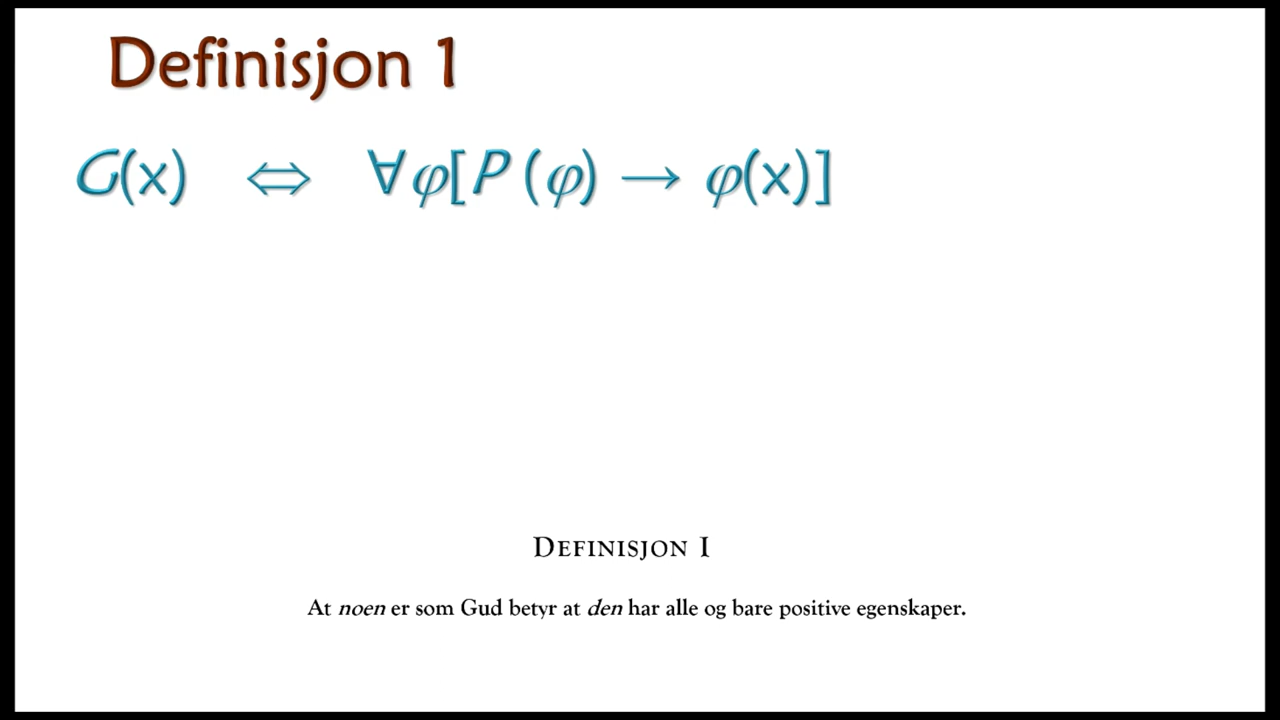 Definisjon 1
G(x) ⇔ ∀φ[P (φ) → φ(x)]
Definisjon I
At noen er som Gud betyr at den har alle og bare positive egenskaper.